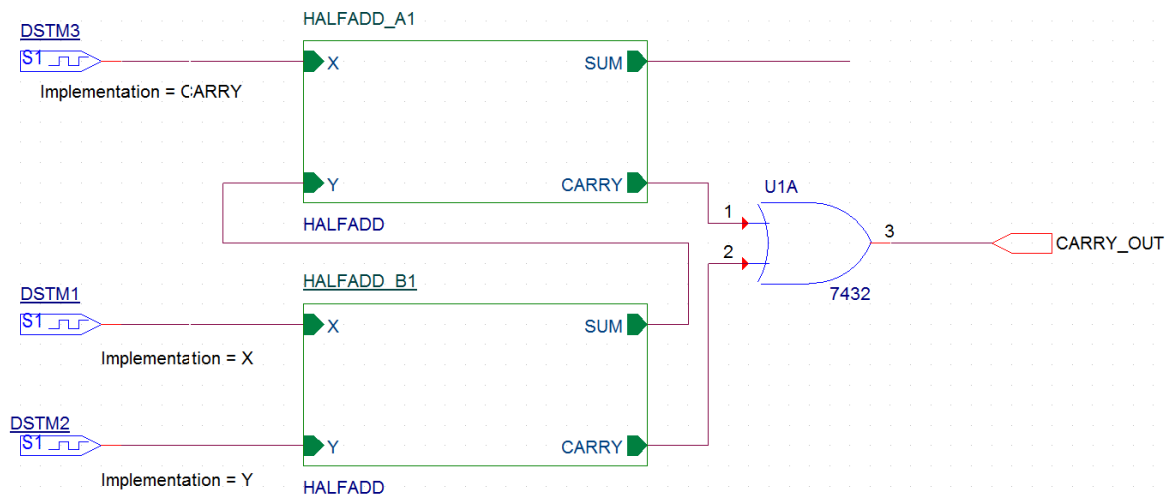 HALFADD_A1
DSTM3
S1
X
SUM
Implementation = CARRY
Y
CARRY
U1A
HALFADD
1
2
3
CARRY_OUT
7432
HALFADD_B1
DSTM1
S1
X
SUM
Implementation = X
DSTM2
S1
Y
CARRY
Implementation = Y
HALFADD